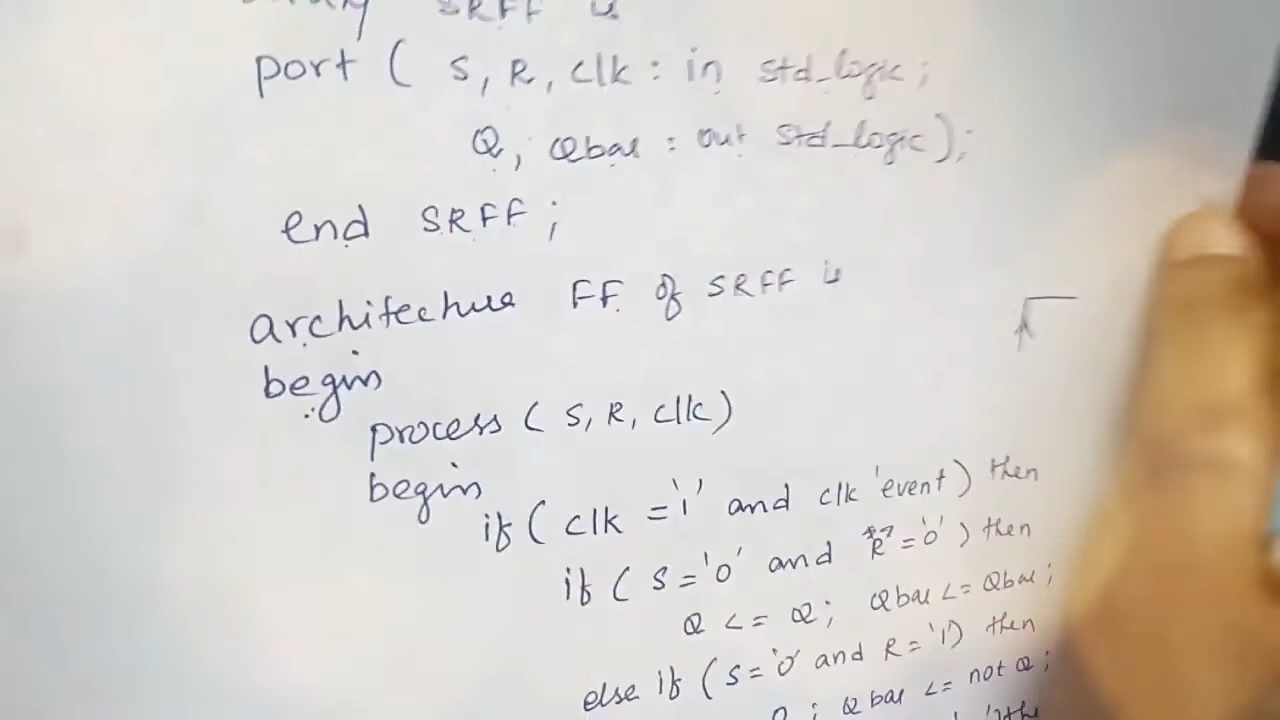 SRFF is
port ( S, R, clk : in std_logic;
Q, Qbar : out std_logic);
end SRFF;
architecture FF of SRFF is
begin
process ( S, R, clk)
begin
if ( clk ='1' and clk 'event) then
if ( S='0' and R='0') then
Q <= Q; Qbar <= Qbar;
else if (S='0' and R='1) then
; Qbar <= not Q;